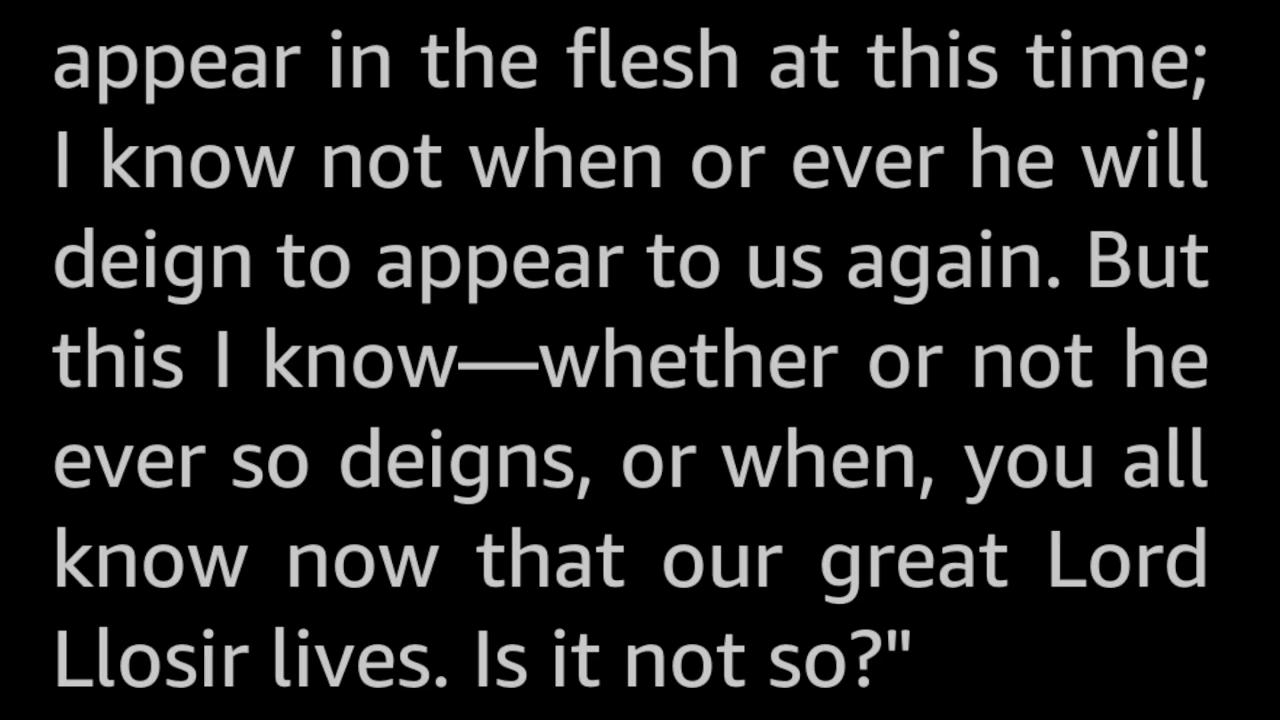 appear in the flesh at this time;
I know not when or ever he will
deign to appear to us again. But
this I know—whether or not he
ever so deigns, or when, you all
know now that our great Lord
Llosir lives. Is it not so?"